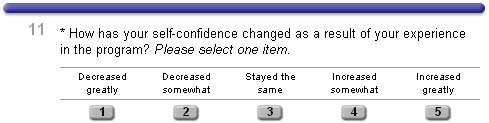 11 * How has your self-confidence changed as a result of your experience
in the program? Please select one item.
Decreased greatly Decreased somewhat Stayed the same Increased somewhat Increased greatly
1 2 3 4 5